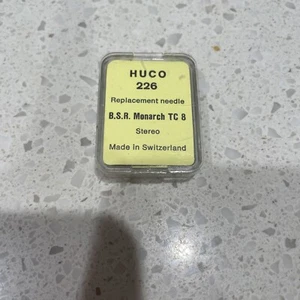 HUCO
226
Replacement needle
B.S.R. Monarch TC 8
Stereo
Made in Switzerland